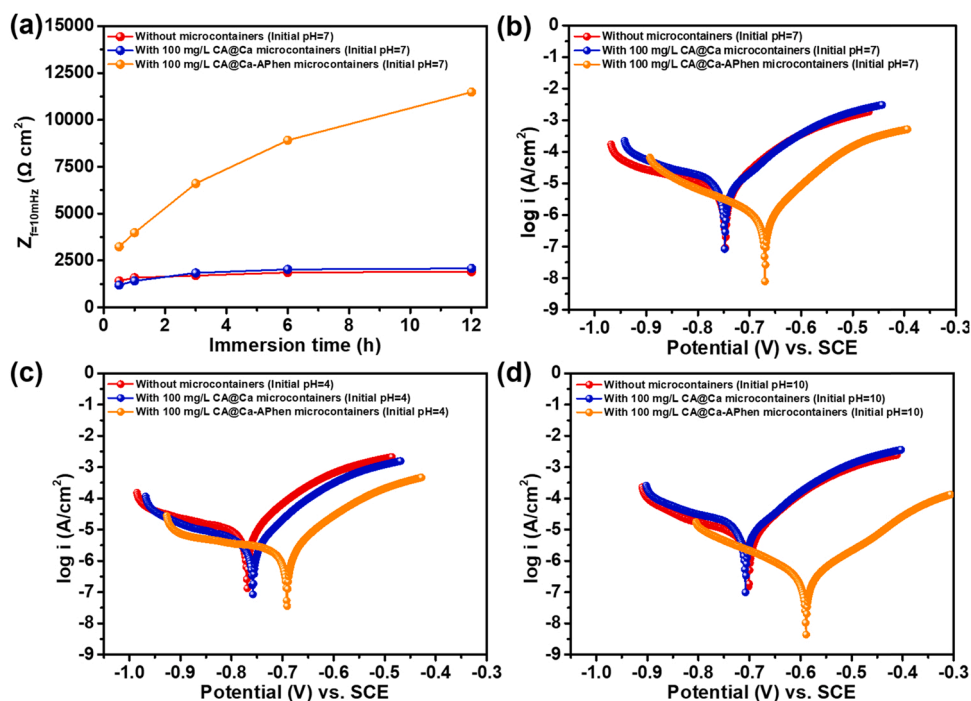 (a)
15000
12500
10000
7500
5000
2500
0
Z f=10mHz (Ω cm²)
0 2 4 6 8 10 12
Immersion time (h)
Without microcontainers (Initial pH=7)
With 100 mg/L CA@Ca microcontainers (Initial pH=7)
With 100 mg/L CA@Ca-APhen microcontainers (Initial pH=7)
(b)
Without microcontainers (Initial pH=7)
With 100 mg/L CA@Ca microcontainers (Initial pH=7)
With 100 mg/L CA@Ca-APhen microcontainers (Initial pH=7)
0
-1
-2
-3
-4
-5
-6
-7
-8
-9
log i (A/cm²)
-1.0 -0.9 -0.8 -0.7 -0.6 -0.5 -0.4 -0.3
Potential (V) vs. SCE
(c)
0
-1
-2
-3
-4
-5
-6
-7
-8
-9
log i (A/cm²)
-1.0 -0.9 -0.8 -0.7 -0.6 -0.5 -0.4 -0.3
Potential (V) vs. SCE
Without microcontainers (Initial pH=4)
With 100 mg/L CA@Ca microcontainers (Initial pH=4)
With 100 mg/L CA@Ca-APhen microcontainers (Initial pH=4)
(d)
0
-1
-2
-3
-4
-5
-6
-7
-8
-9
log i (A/cm²)
-1.0 -0.9 -0.8 -0.7 -0.6 -0.5 -0.4 -0.3
Potential (V) vs. SCE
Without microcontainers (Initial pH=10)
With 100 mg/L CA@Ca microcontainers (Initial pH=10)
With 100 mg/L CA@Ca-APhen microcontainers (Initial pH=10)